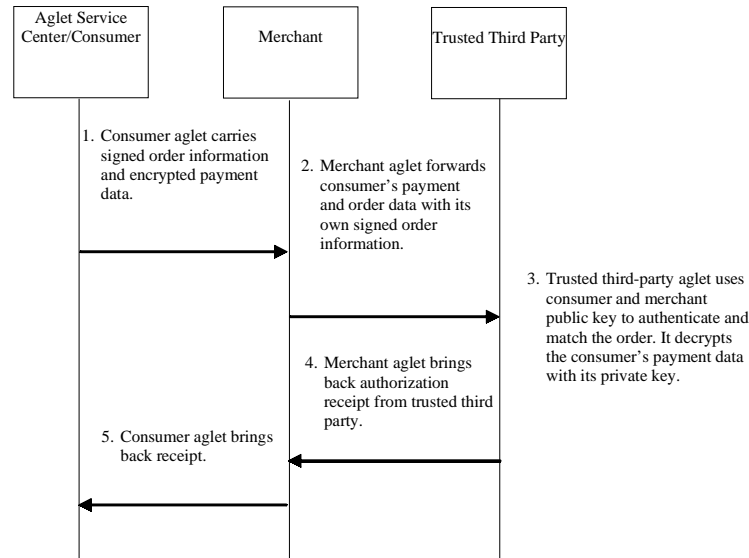 Aglet Service
Center/Consumer
Merchant
Trusted Third Party
1. Consumer aglet carries
signed order information
and encrypted payment
data.
2. Merchant aglet forwards
consumer's payment
and order data with its
own signed order
information.
3. Trusted third-party aglet uses
consumer and merchant
public key to authenticate and
match the order. It decrypts
the consumer's payment data
with its private key.
4. Merchant aglet brings
back authorization
receipt from trusted third
party.
5. Consumer aglet brings
back receipt.